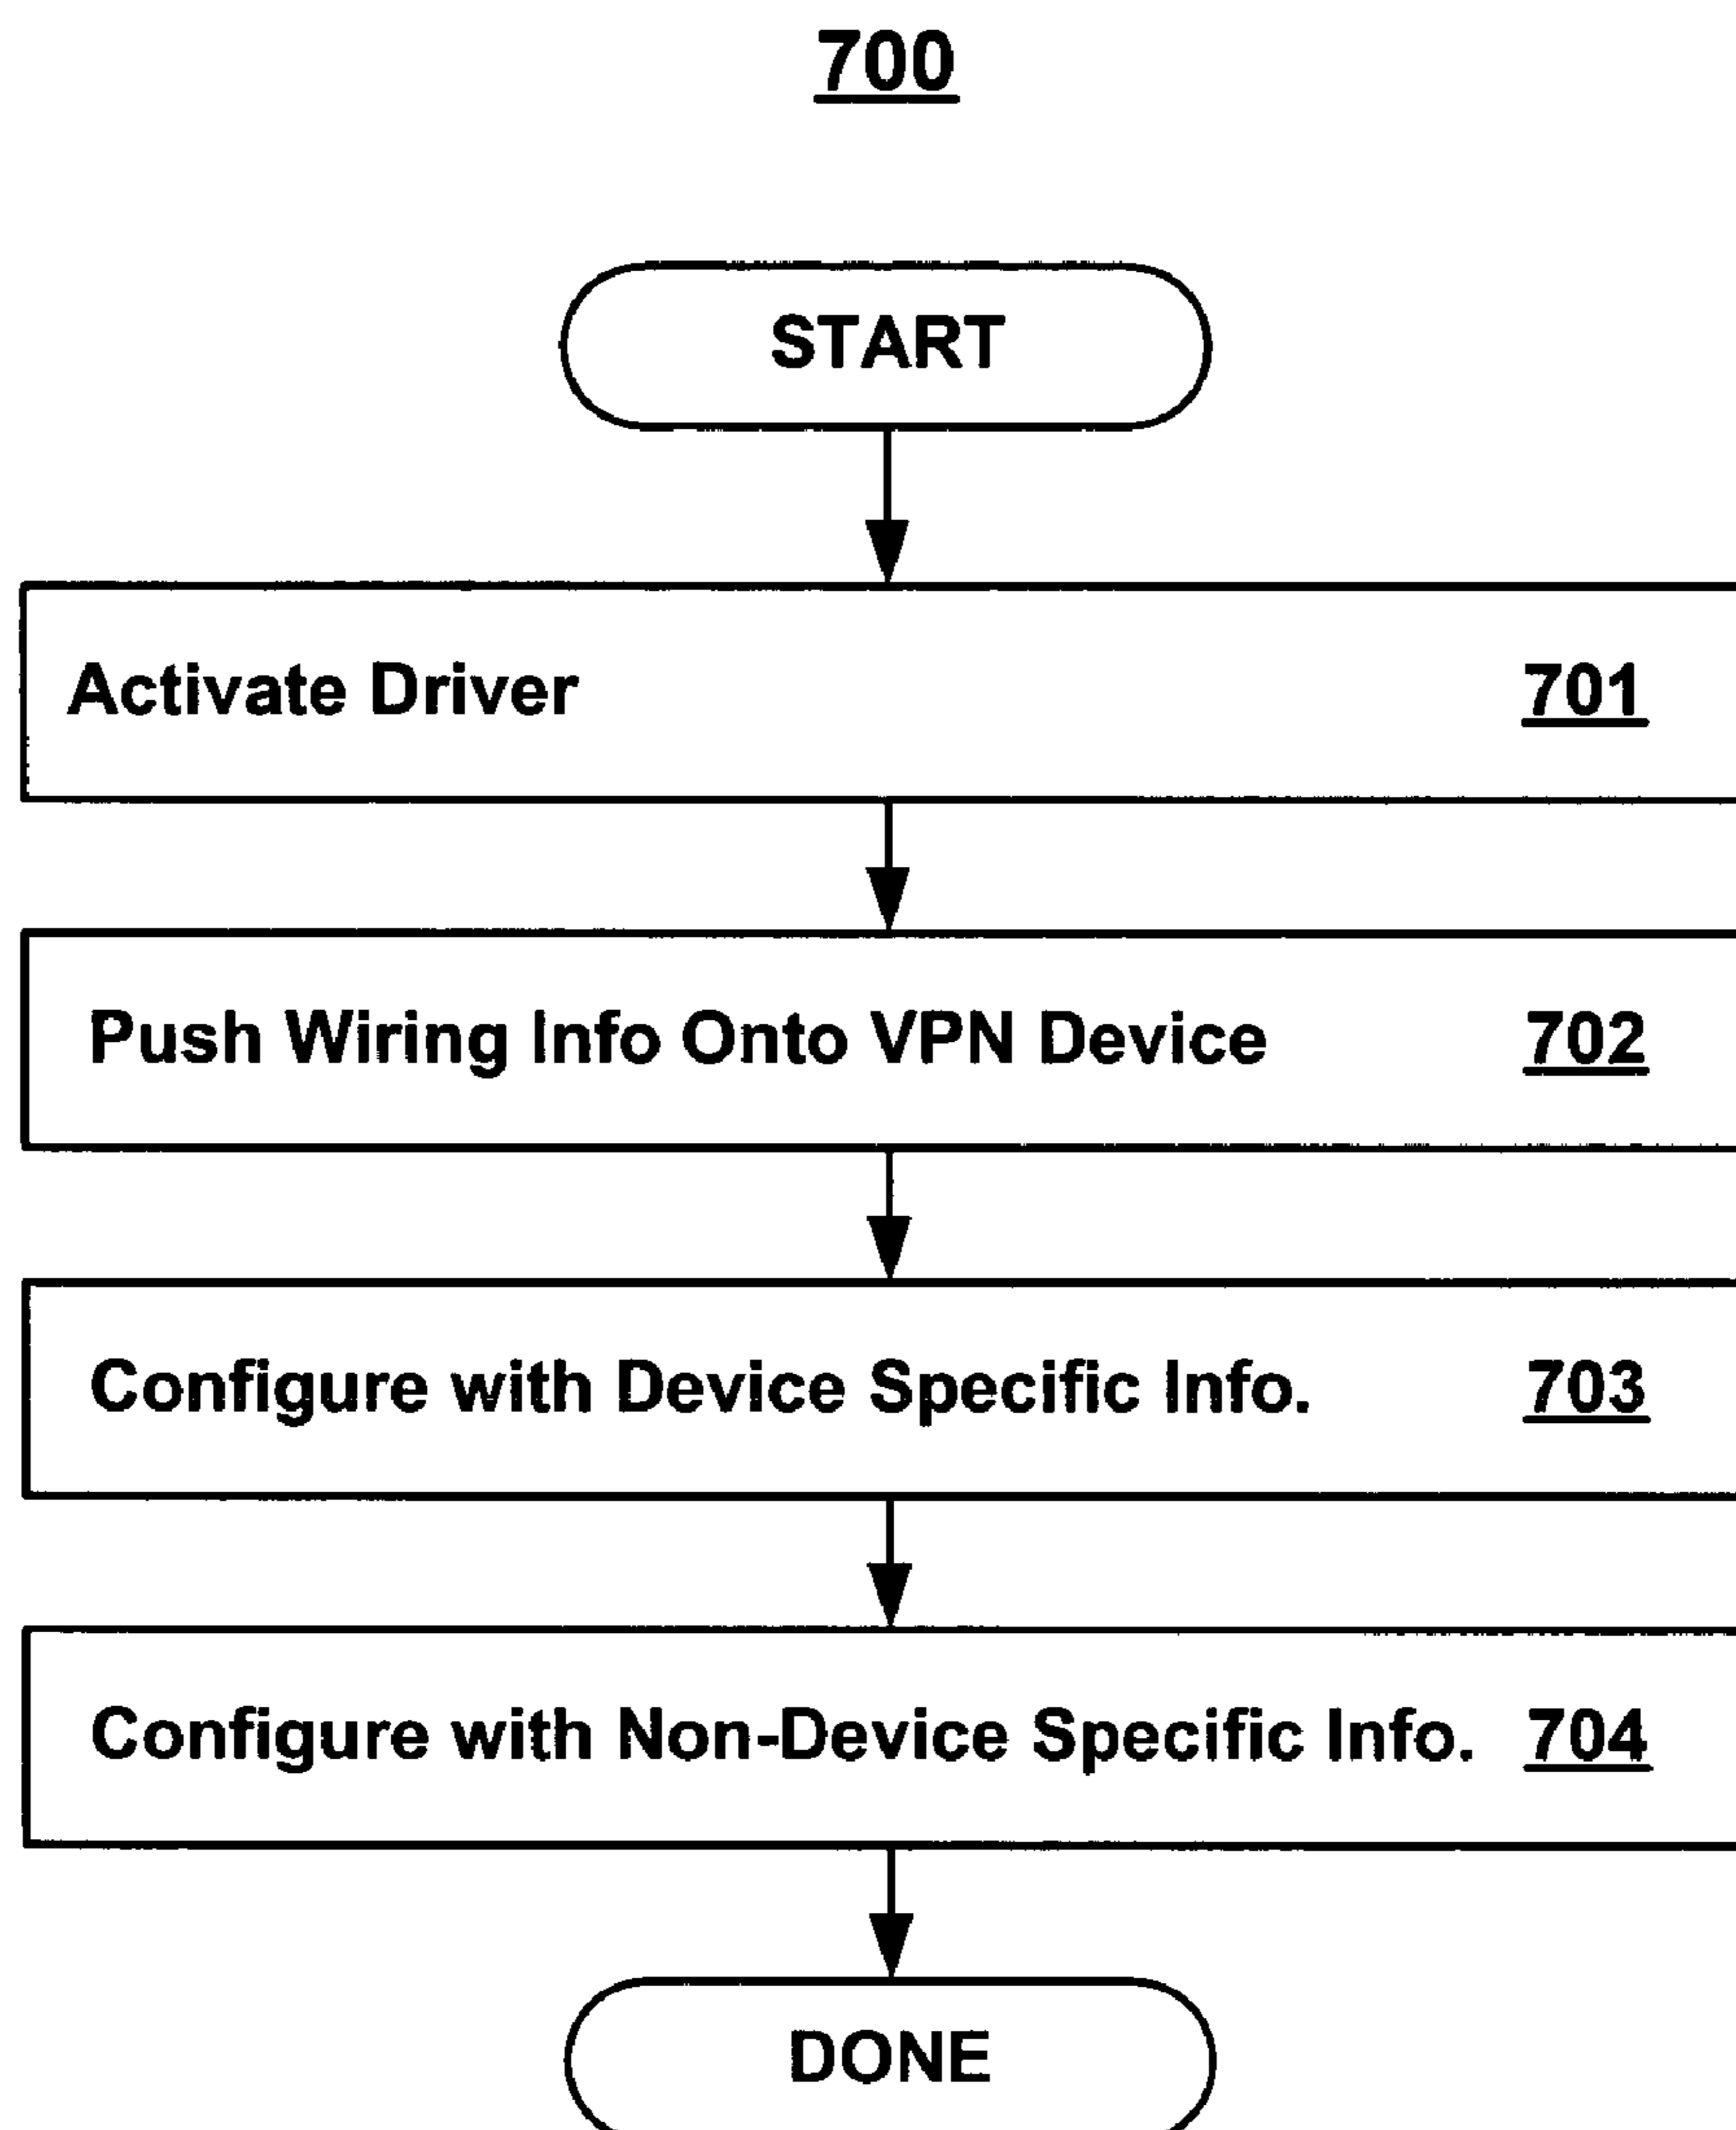 700
START
Activate Driver 701
Push Wiring Info Onto VPN Device 702
Configure with Device Specific Info. 703
Configure with Non-Device Specific Info. 704
DONE